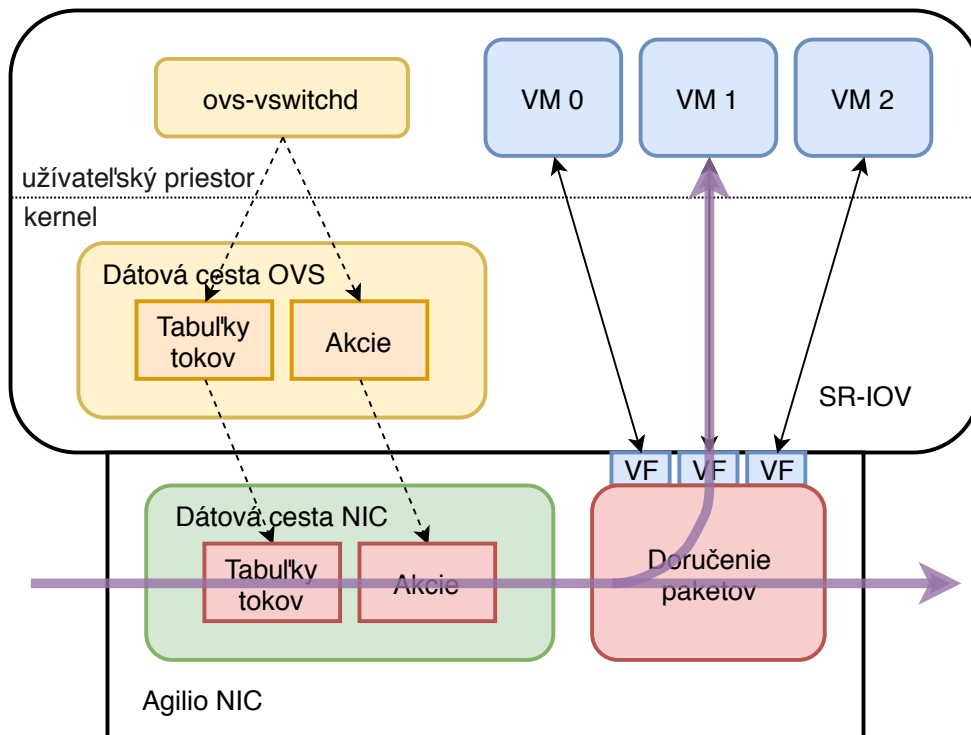 ovs-vswitchd
VM 0
VM 1
VM 2
užívateľský priestor
kernel
Dátová cesta OVS
Tabuľky
tokov
Akcie
SR-IOV
VF
VF
VF
Dátová cesta NIC
Tabuľky
tokov
Akcie
Doručenie
paketov
Agilio NIC